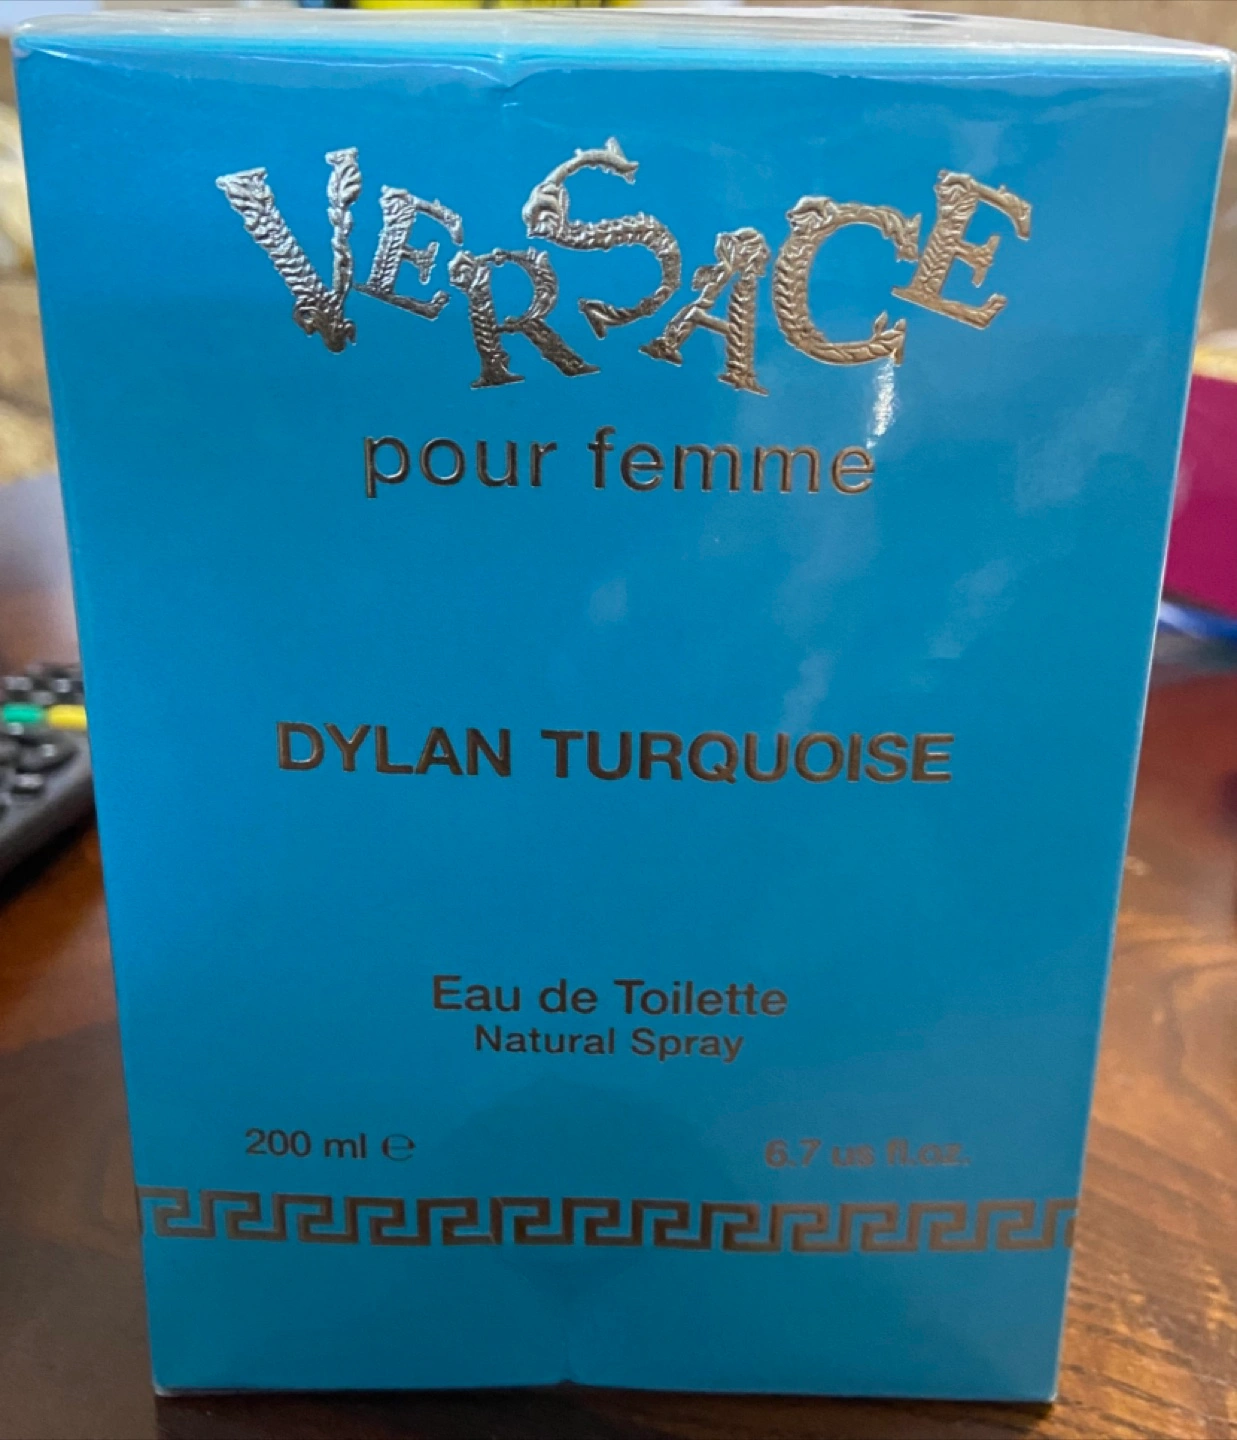 VERSACE
pour femme
DYLAN TURQUOISE
Eau de Toilette
Natural Spray
200 ml ℮
6.7 us fl.oz.